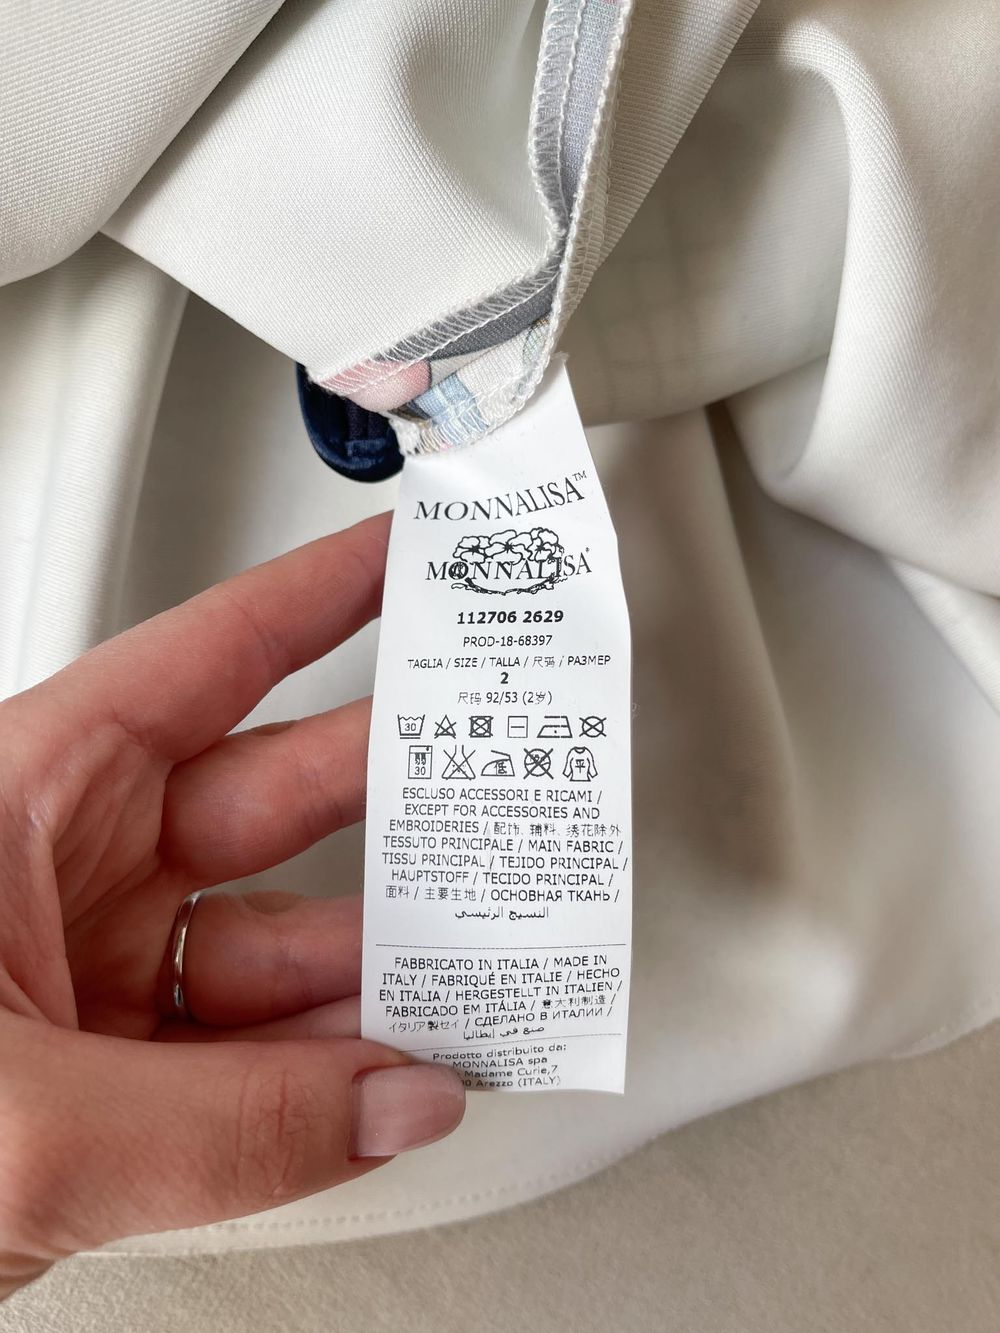 MONNALISA™
MONNALISA®
112706 2629
PROD-18-68397
TAGLIA / SIZE / TALLA / 尺码 / РАЗМЕР
2
尺码 92/53 (2岁)
30
30
低
平
ESCLUSO ACCESSORI E RICAMI /
EXCEPT FOR ACCESSORIES AND
EMBROIDERIES / 配饰、辅料、绣花除外
TESSUTO PRINCIPALE / MAIN FABRIC /
TISSU PRINCIPAL / TEJIDO PRINCIPAL /
HAUPTSTOFF / TECIDO PRINCIPAL /
面料 / 主要生地 / ОСНОВНАЯ ТКАНЬ /
النسيج الرئيسي
FABBRICATO IN ITALIA / MADE IN
ITALY / FABRIQUÉ EN ITALIE / HECHO
EN ITALIA / HERGESTELLT IN ITALIEN /
FABRICADO EM ITÁLIA / 意大利制造 /
イタリア製セイ / СДЕЛАНО В ИТАЛИИ /
صنع في إيطاليا
Prodotto distribuito da:
MONNALISA spa
Madame Curie,7
Arezzo (ITALY)